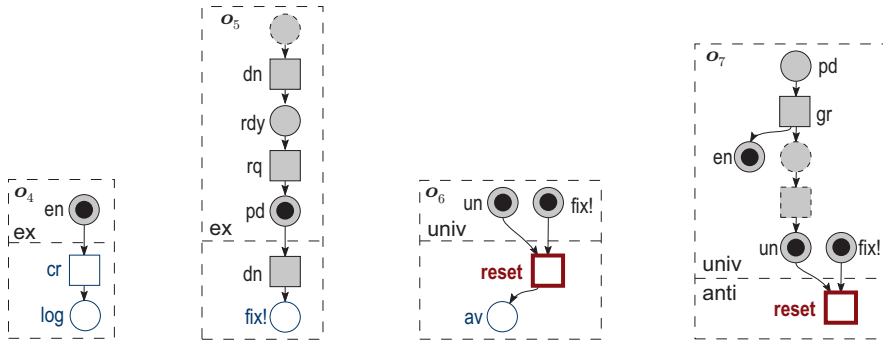 o₄
en
ex
cr
log
o₅
dn
rdy
rq
pd
ex
dn
fix!
o₆
un fix!
univ
reset
av
o₇
pd
gr
en
un fix!
univ
anti
reset